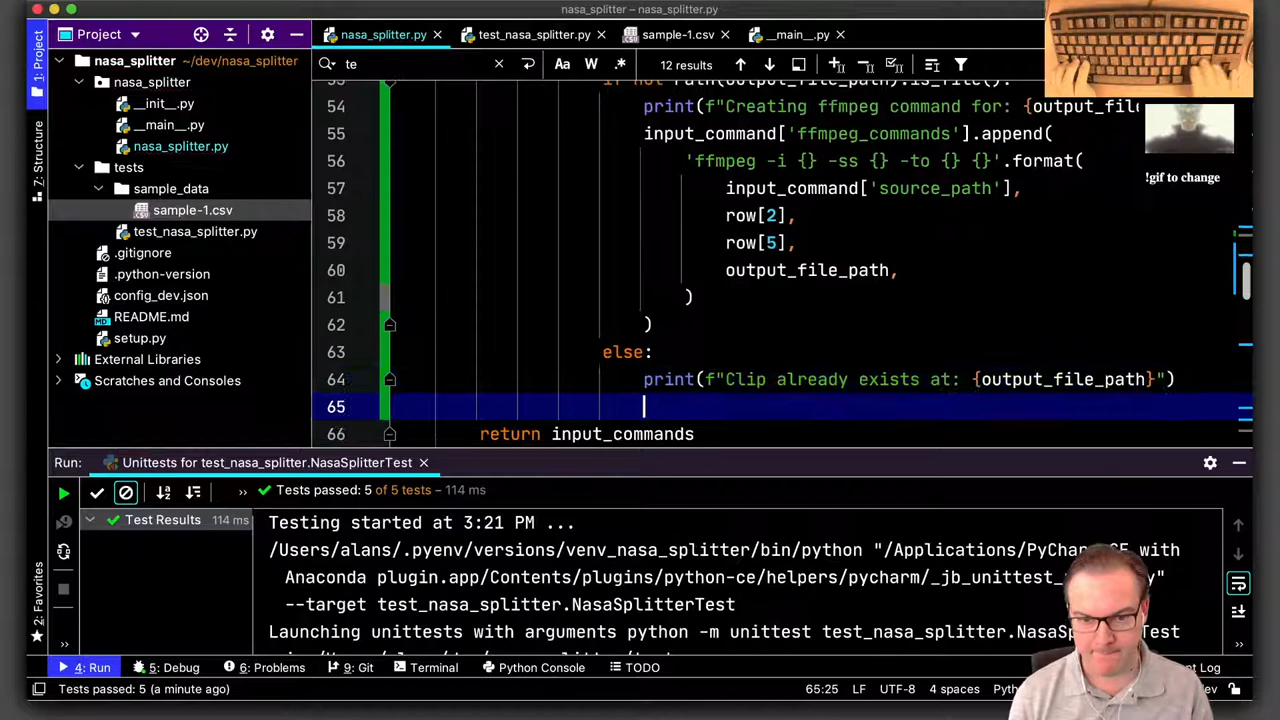 nasa_splitter – nasa_splitter.py
1: Project
Project
nasa_splitter.py
test_nasa_splitter.py
sample-1.csv
__main__.py
nasa_splitter ~/dev/nasa_splitter
te
Aa
W
12 results
nasa_splitter
__init__.py
__main__.py
nasa_splitter.py
tests
sample_data
sample-1.csv
test_nasa_splitter.py
.gitignore
.python-version
config_dev.json
README.md
setup.py
External Libraries
Scratches and Consoles
7: Structure
2: Favorites
54 print(f"Creating ffmpeg command for: {output_file
55 input_command['ffmpeg_commands'].append(
56 'ffmpeg -i {} -ss {} -to {} {}'.format(
57 input_command['source_path'],
58 row[2],
59 row[5],
60 output_file_path,
61 )
62 )
63 else:
64 print(f"Clip already exists at: {output_file_path}")
65
66 return input_commands
!gif to change
Run: Unittests for test_nasa_splitter.NasaSplitterTest
Tests passed: 5 of 5 tests – 114 ms
Test Results 114 ms
Testing started at 3:21 PM ...
/Users/alans/.pyenv/versions/venv_nasa_splitter/bin/python "/Applications/PyCharm CE with
Anaconda plugin.app/Contents/plugins/python-ce/helpers/pycharm/_jb_unittest_
--target test_nasa_splitter.NasaSplitterTest
Launching unittests with arguments python -m unittest test_nasa_splitter.NasaSplitterTest
4: Run
5: Debug
6: Problems
9: Git
Terminal
Python Console
TODO
Tests passed: 5 (a minute ago)
65:25
LF
UTF-8
4 spaces